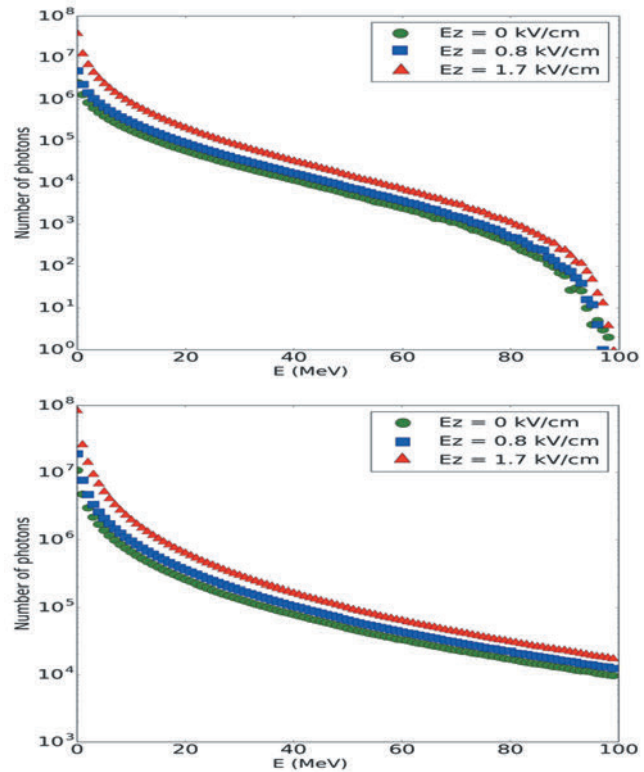 10^8
10^7
10^6
10^5
10^4
10^3
10^2
10^1
10^0
Number of photons
Ez = 0 kV/cm
Ez = 0.8 kV/cm
Ez = 1.7 kV/cm
0 20 40 60 80 100
E (MeV)
10^8
10^7
10^6
10^5
10^4
10^3
Number of photons
Ez = 0 kV/cm
Ez = 0.8 kV/cm
Ez = 1.7 kV/cm
0 20 40 60 80 100
E (MeV)